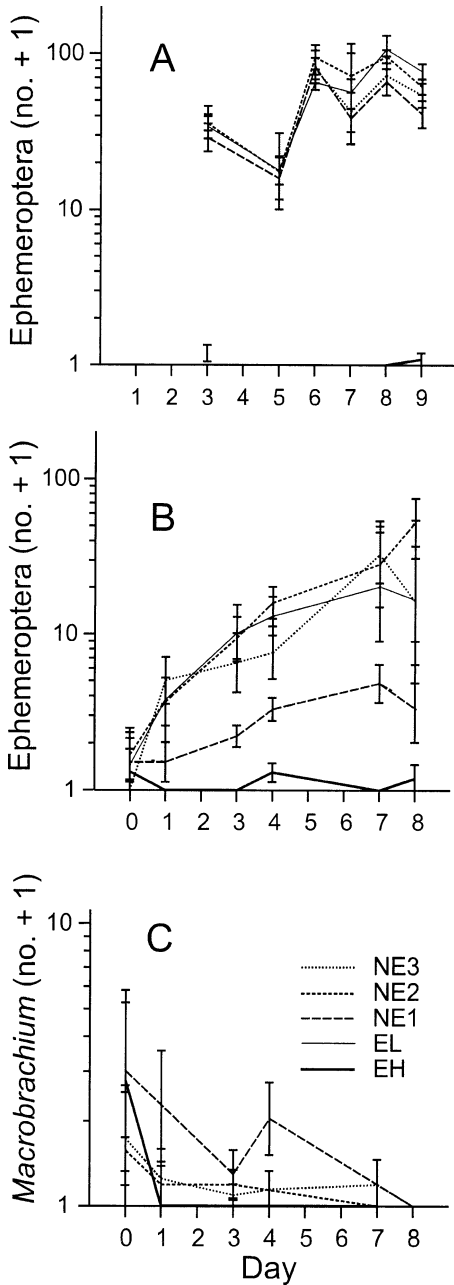 A
Ephemeroptera (no. + 1)
100
10
1
1 2 3 4 5 6 7 8 9
B
Ephemeroptera (no. + 1)
100
10
1
0 1 2 3 4 5 6 7 8
C
Macrobrachium (no. + 1)
10
1
NE3
NE2
NE1
EL
EH
0 1 2 3 4 5 6 7 8
Day